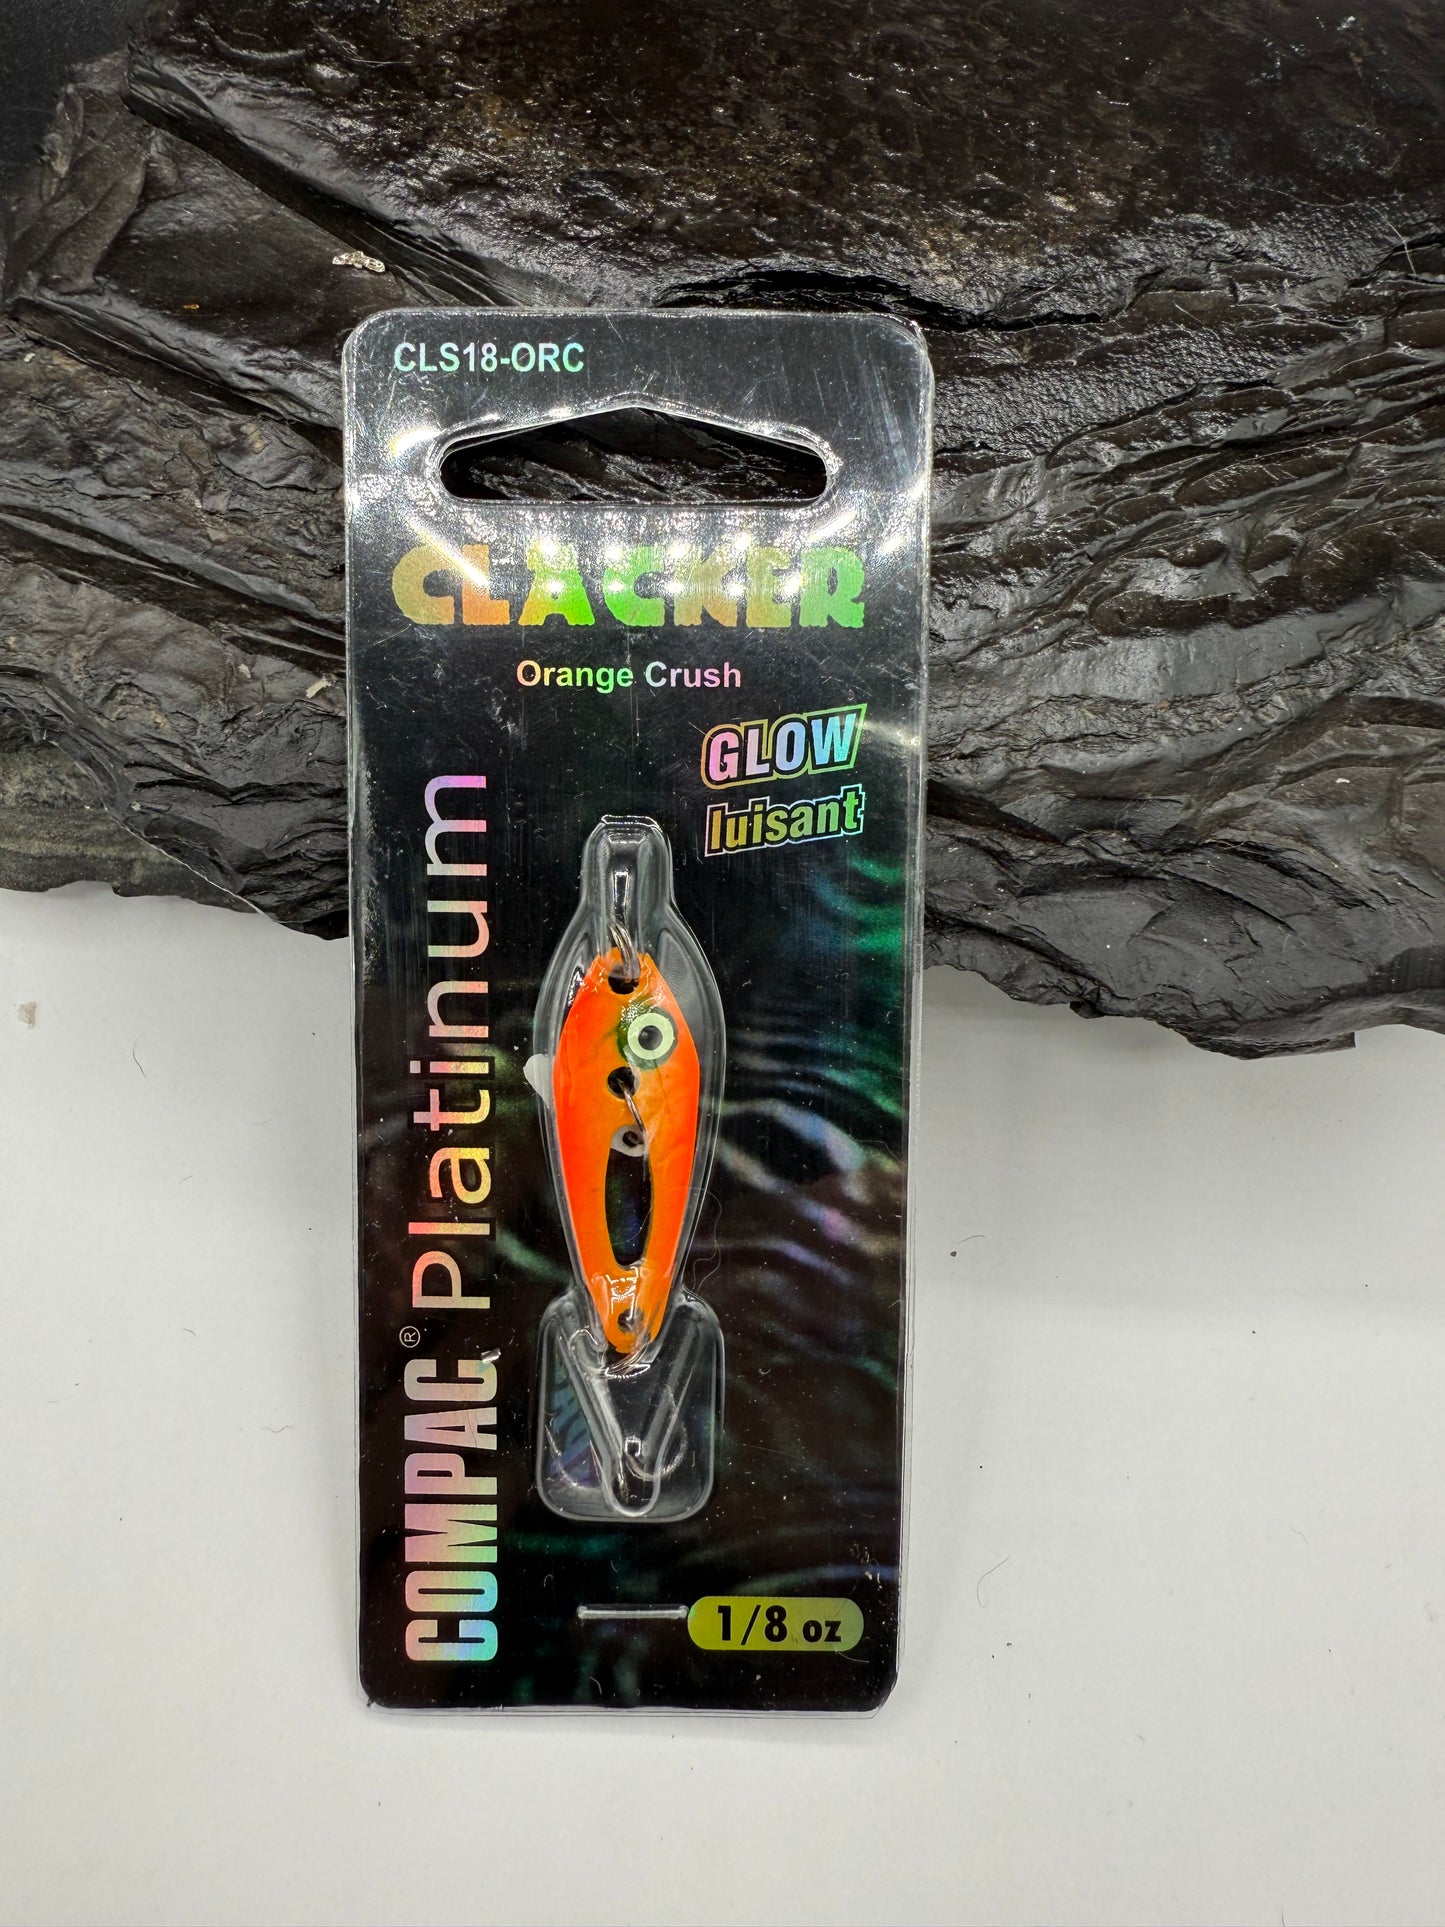 CLS18-ORC
CLACKER
Orange Crush
GLOW
luisant
COMPAC® Platinum
1/8 oz